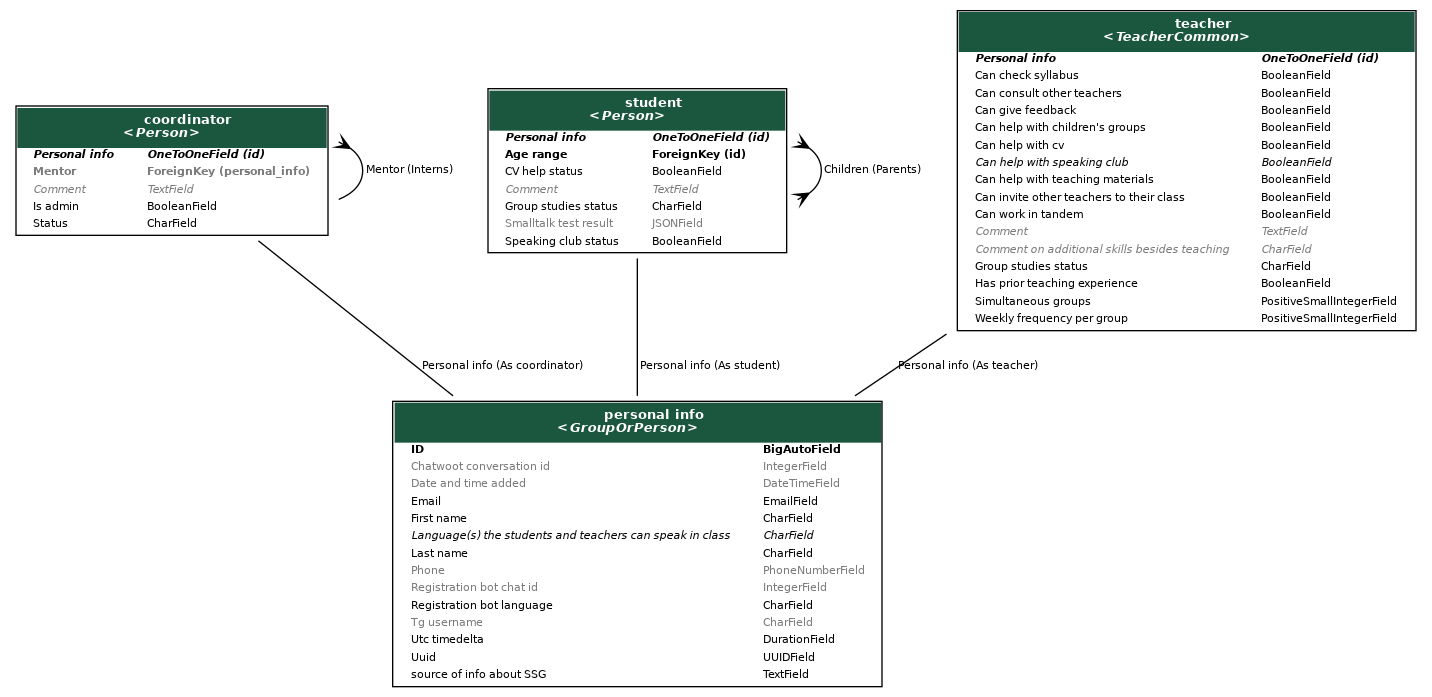 coordinator
<Person>
Personal info OneToOneField (id)
Mentor ForeignKey (personal_info)
Comment TextField
Is admin BooleanField
Status CharField
Mentor (Interns)
student
<Person>
Personal info OneToOneField (id)
Age range ForeignKey (id)
CV help status BooleanField
Comment TextField
Group studies status CharField
Smalltalk test result JSONField
Speaking club status BooleanField
Children (Parents)
teacher
<TeacherCommon>
Personal info OneToOneField (id)
Can check syllabus BooleanField
Can consult other teachers BooleanField
Can give feedback BooleanField
Can help with children's groups BooleanField
Can help with cv BooleanField
Can help with speaking club BooleanField
Can help with teaching materials BooleanField
Can invite other teachers to their class BooleanField
Can work in tandem BooleanField
Comment TextField
Comment on additional skills besides teaching CharField
Group studies status CharField
Has prior teaching experience BooleanField
Simultaneous groups PositiveSmallIntegerField
Weekly frequency per group PositiveSmallIntegerField
Personal info (As coordinator)
Personal info (As student)
Personal info (As teacher)
personal info
<GroupOrPerson>
ID BigAutoField
Chatwoot conversation id IntegerField
Date and time added DateTimeField
Email EmailField
First name CharField
Language(s) the students and teachers can speak in class CharField
Last name CharField
Phone PhoneNumberField
Registration bot chat id IntegerField
Registration bot language CharField
Tg username CharField
Utc timedelta DurationField
Uuid UUIDField
source of info about SSG TextField